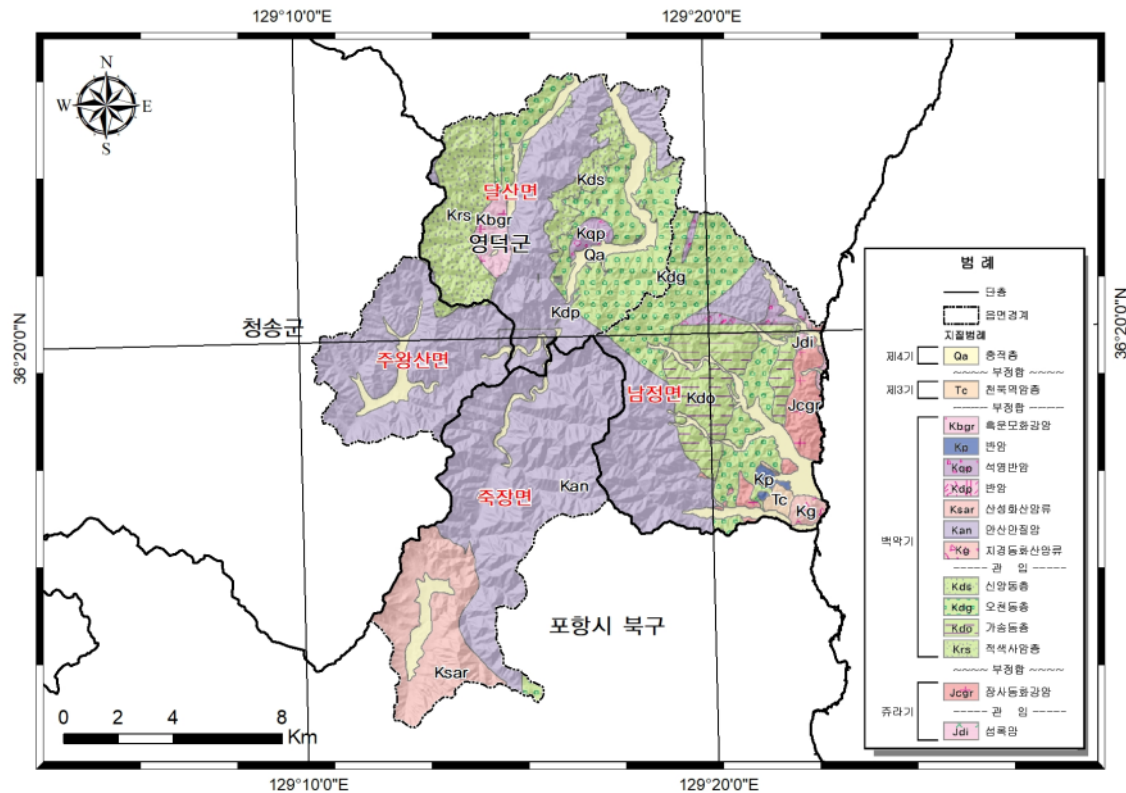 129°10'0"E 129°20'0"E
N
W E
S
달산면
Kds
Krs Kbgr
영덕군
Kqp
Qa
Kdg
Kdp
36°20'0"N
36°20'0"N
청송군
주왕산면
Jdi
남정면
Kdo
Jcgr
Kan
죽장면
Kp
Tc
Kg
포항시 북구
Ksar
0 2 4 8
Km
129°10'0"E 129°20'0"E
범 례
단층
읍면경계
지질범례
제4기 Qa 충적층
~~~~ 부정합 ~~~~
제3기 Tc 천북역암층
----- 부정합 -----
백악기
Kbgr 흑운모화강암
Kp 반암
Kqp 석영반암
Kdp 반암
Ksar 산성화산암류
Kan 안산암질암
Kg 지경동화산암류
----- 관 입 -----
Kds 신양동층
Kdg 오천동층
Kdo 가송동층
Krs 적색사암층
~~~~ 부정합 ~~~~
쥬라기
Jcgr 장사동화강암
----- 관 입 -----
Jdi 섬록암